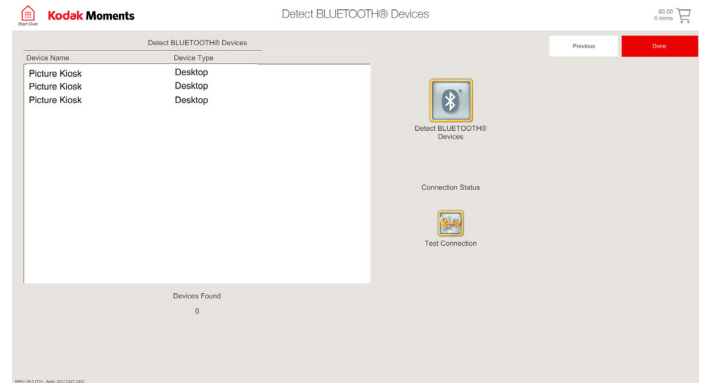 Start Over
Kodak Moments
Detect BLUETOOTH® Devices
$0.00
0 items
Detect BLUETOOTH® Devices
Previous
Done
Device Name Device Type
Picture Kiosk Desktop
Picture Kiosk Desktop
Picture Kiosk Desktop
Detect BLUETOOTH®
Devices
Connection Status
Test Connection
Devices Found
0